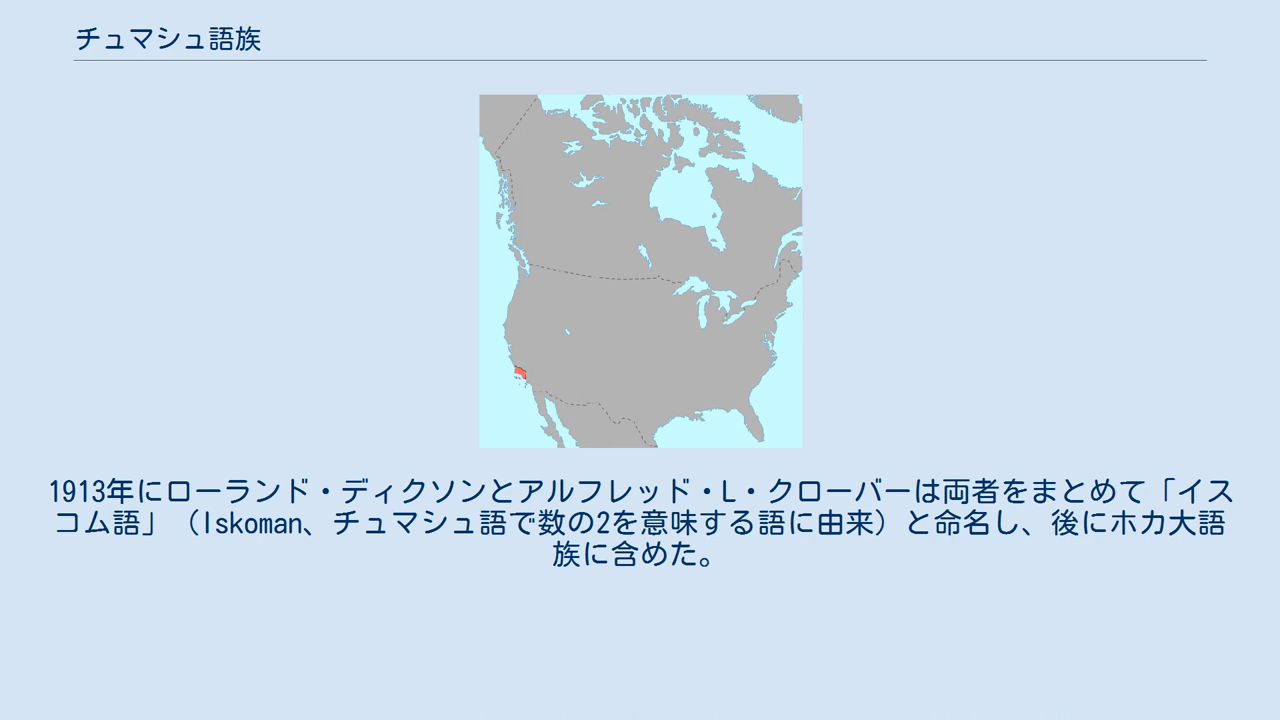 チュマシュ語族
1913年にローランド・ディクソンとアルフレッド・L・クローバーは両者をまとめて「イス
コム語」（Iskoman、チュマシュ語で数の2を意味する語に由来）と命名し、後にホカ大語
族に含めた。